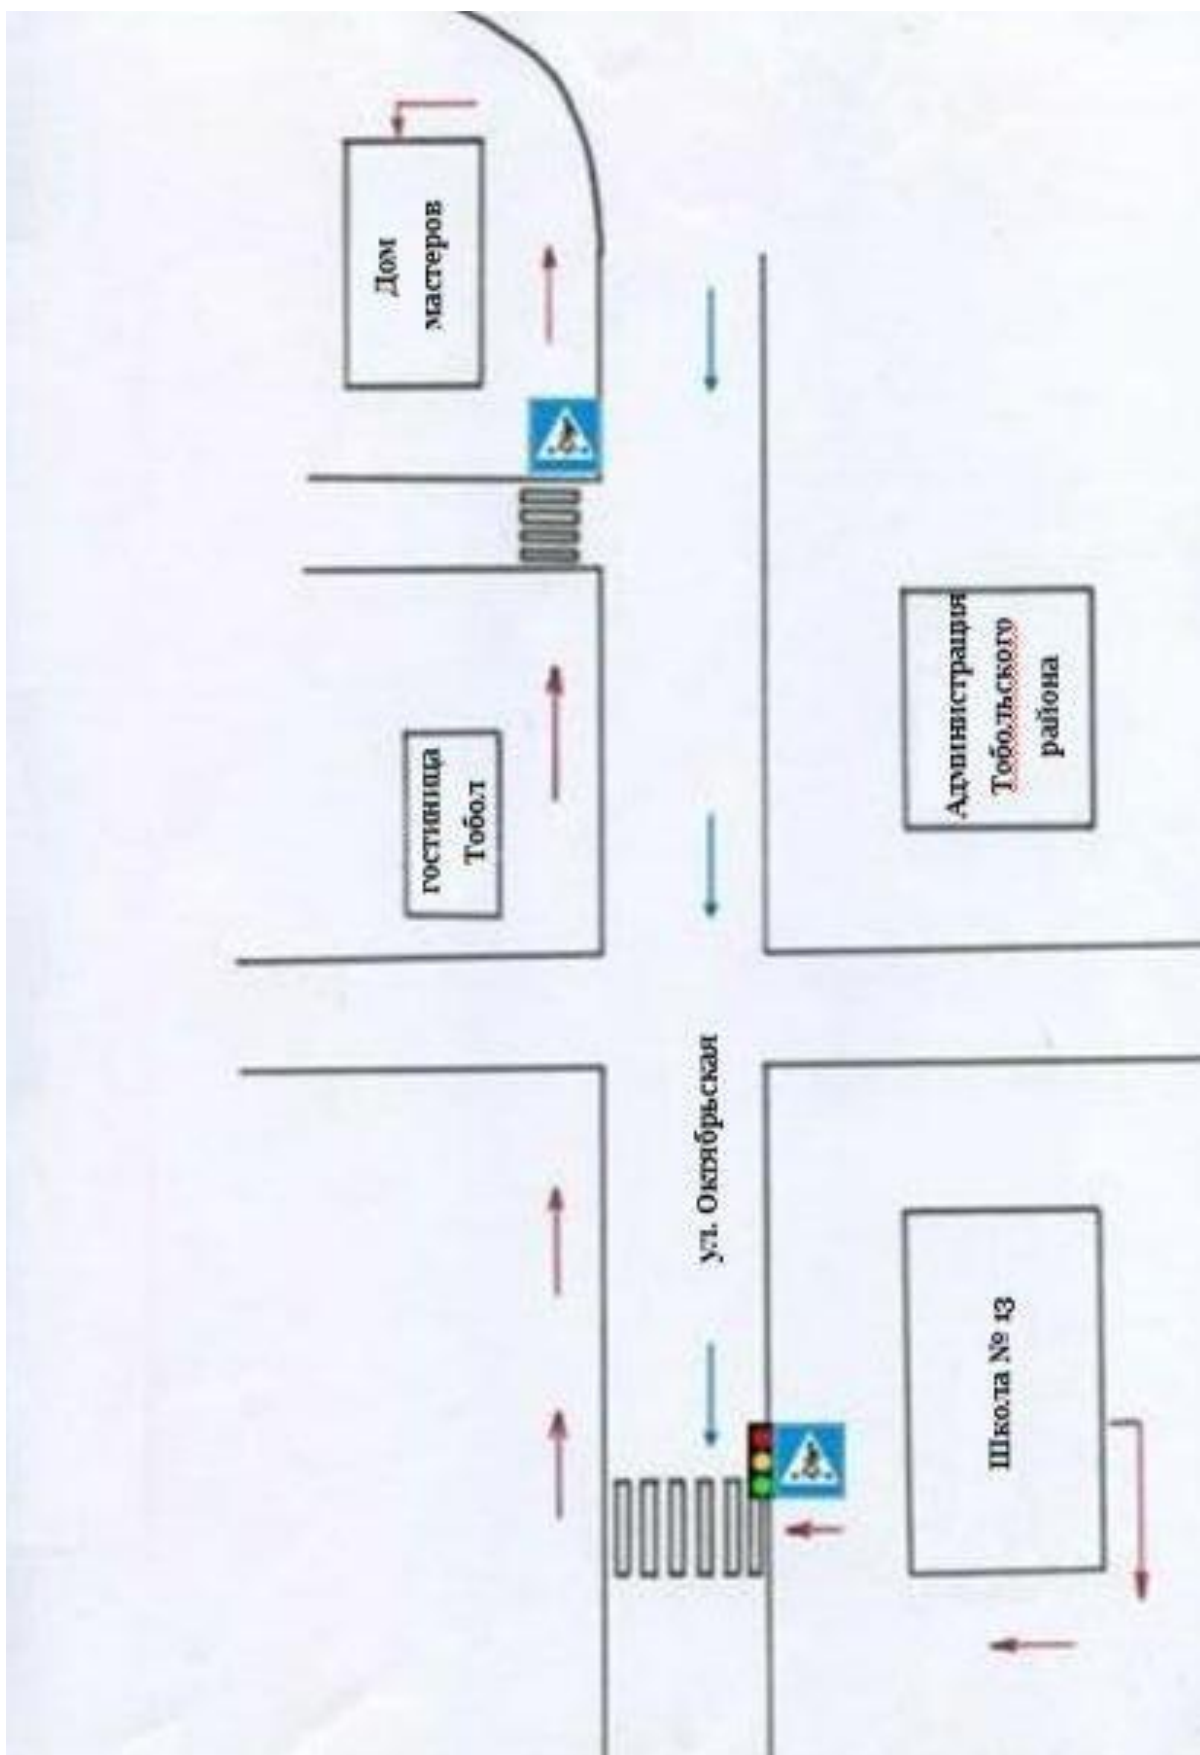 Дом
мастеров
гостиница
Тобол
Администрация
Тобольского
района
ул. Октябрьская
Школа № 13